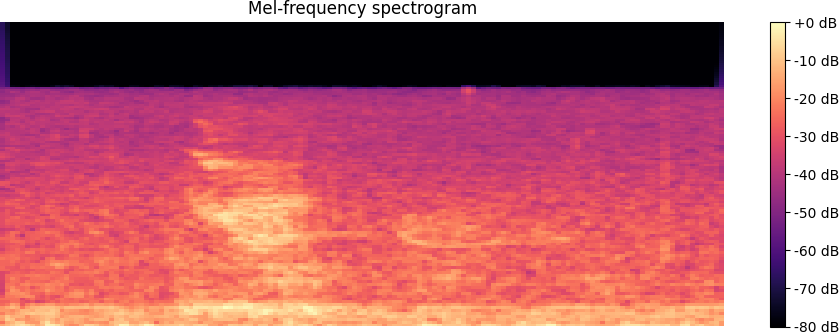 Mel-frequency spectrogram
+0 dB
-10 dB
-20 dB
-30 dB
-40 dB
-50 dB
-60 dB
-70 dB
-80 dB